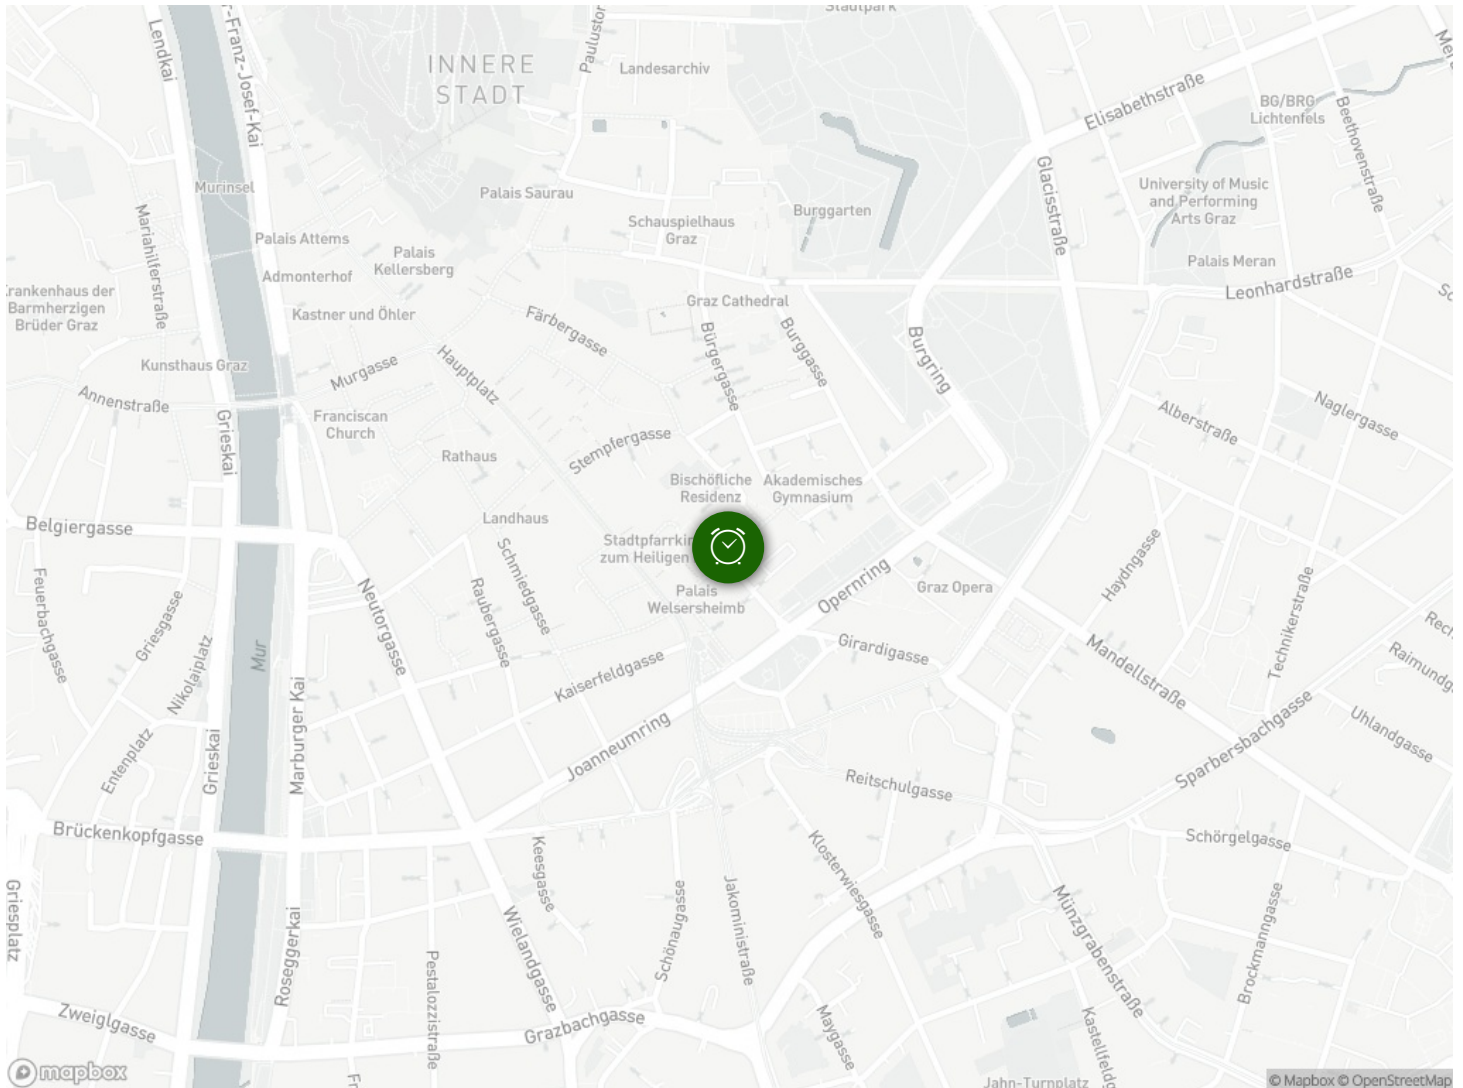 Stadtpark
Lendkai
-Franz-Josef-Kai
Paulustor
INNERE
STADT
Landesarchiv
Elisabethstraße
BG/BRG
Lichtenfels
Beethovenstraße
Murinsel
Palais Saurau
Burggarten
Glacisstraße
University of Music
and Performing
Arts Graz
Mariahilferstraße
Palais Attems
Schauspielhaus
Graz
Palais
Kellersberg
Admonterhof
Palais Meran
Leonhardstraße
Krankenhaus der
Barmherzigen
Brüder Graz
Kastner und Öhler
Färbergasse
Graz Cathedral
Bürgergasse
Burggasse
Burgring
Kunsthaus Graz
Murgasse
Hauptplatz
Annenstraße
Grieskai
Franciscan
Church
Stempfergasse
Alberstraße
Naglergasse
Rathaus
Bischöfliche
Residenz
Akademisches
Gymnasium
Belgiergasse
Landhaus
Stadtpfarrki
zum Heiligen
Schmiedgasse
Raubergasse
Palais
Welsersheimb
Opernring
Graz Opera
Haydngasse
Technikerstraße
Feuerbachgasse
Griesgasse
Nikolaiplatz
Mur
Neutorgasse
Kaiserfeldgasse
Girardigasse
Mandellstraße
Raimundg
Marburger Kai
Entenplatz
Grieskai
Joanneumring
Sparbersbachgasse
Uhlandgasse
Reitschulgasse
Brückenkopfgasse
Keesgasse
Klosterwiesgasse
Schörgelgasse
Griesplatz
Roseggerkai
Wielandgasse
Schönaugasse
Jakoministraße
Münzgrabenstraße
Brockmanngasse
Pestalozzistraße
Zweiglgasse
Grazbachgasse
Maygasse
Kastellfeldg
Jahn-Turnplatz
mapbox
© Mapbox © OpenStreetMap